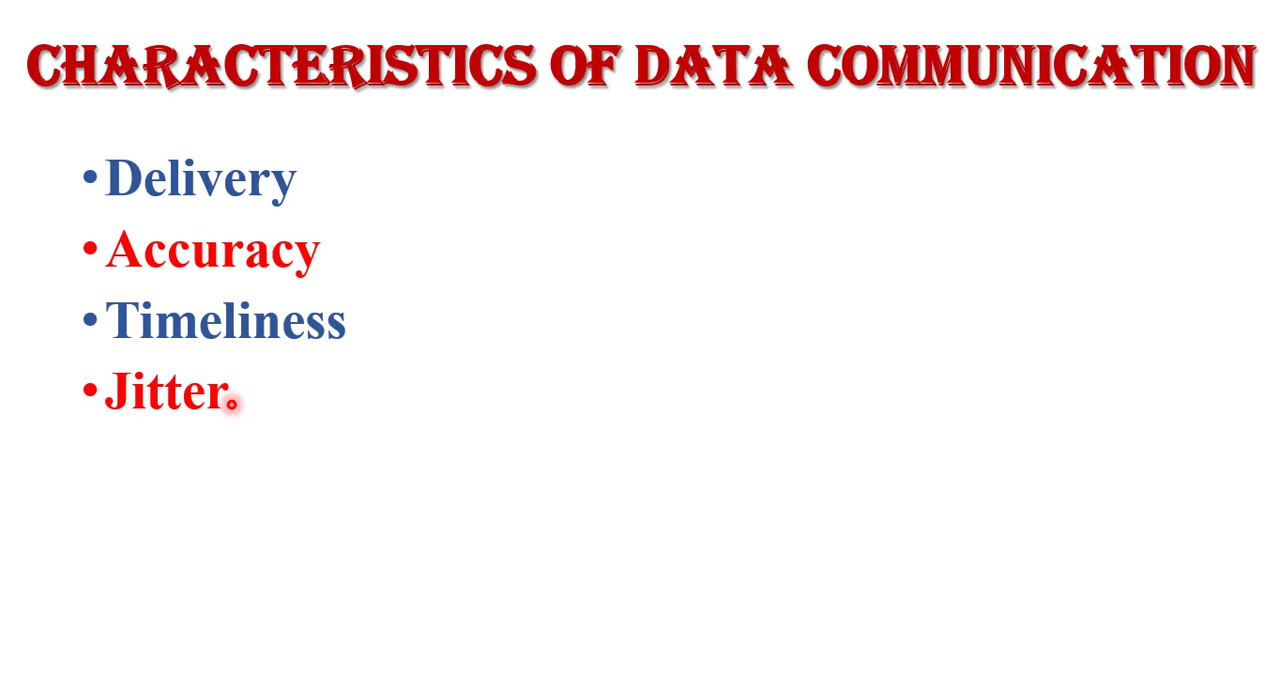 CHARACTERISTICS OF DATA COMMUNICATION
• Delivery
• Accuracy
• Timeliness
• Jitter